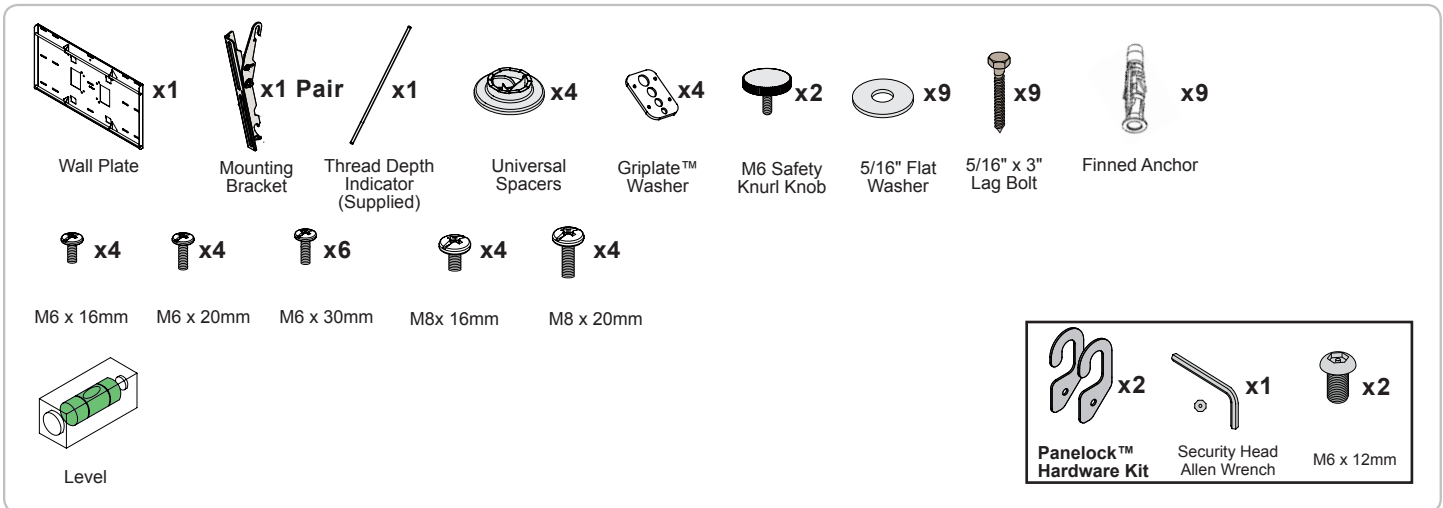 x1
x1 Pair
x1
x4
x4
x2
x9
x9
x9
Wall Plate
Mounting
Bracket
Thread Depth
Indicator
(Supplied)
Universal
Spacers
Griplate™
Washer
M6 Safety
Knurl Knob
5/16" Flat
Washer
5/16" x 3"
Lag Bolt
Finned Anchor
x4
x4
x6
x4
x4
M6 x 16mm
M6 x 20mm
M6 x 30mm
M8x 16mm
M8 x 20mm
Level
x2
x1
x2
Panelock™
Hardware Kit
Security Head
Allen Wrench
M6 x 12mm